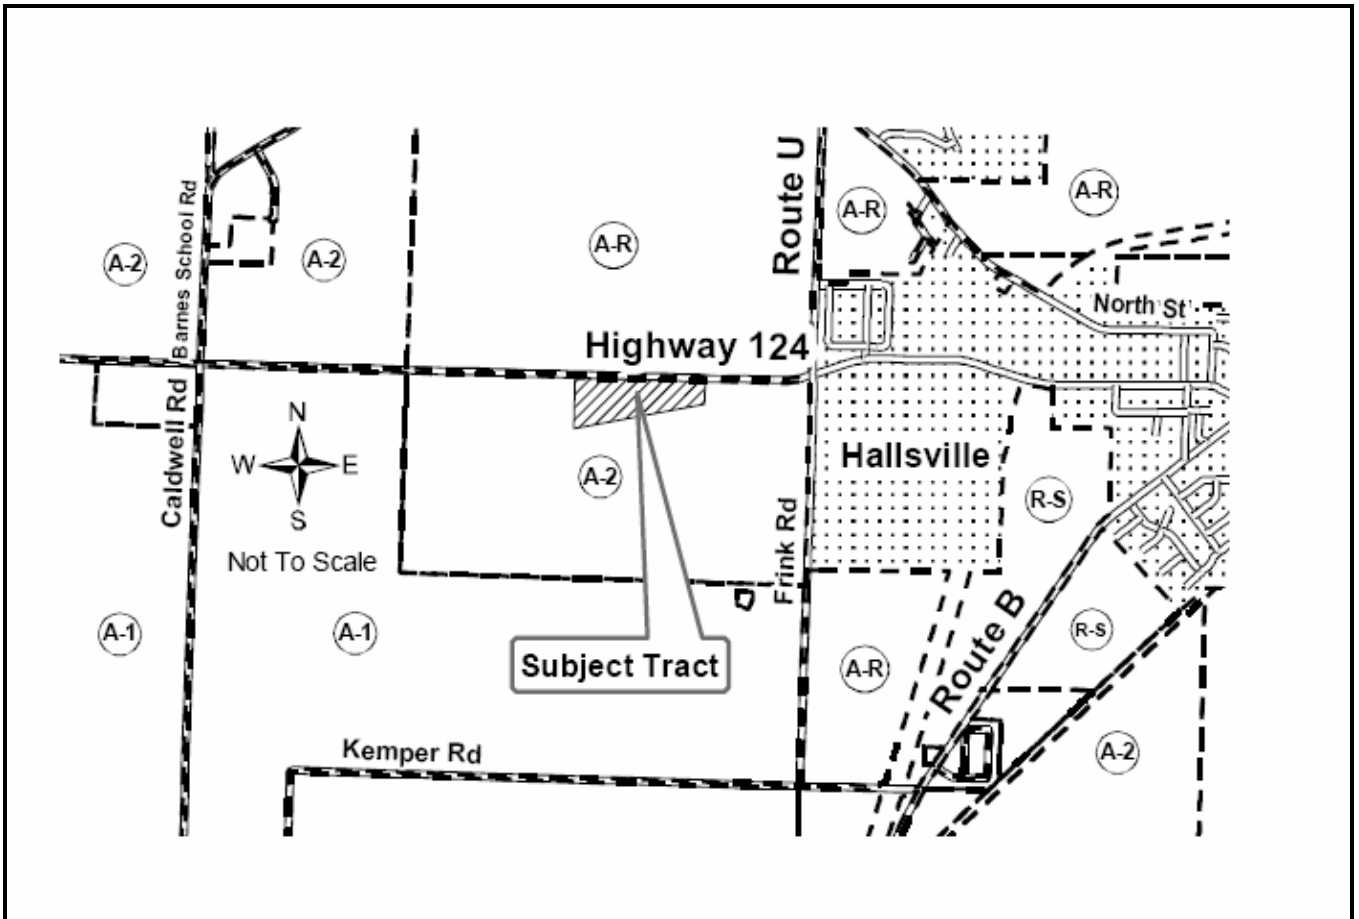 Route U
A-R
A-R
Barnes School Rd
A-2
A-2
A-R
North St
Highway 124
Caldwell Rd
N
W
E
S
Not To Scale
A-2
Hallsville
R-S
Frink Rd
A-1
A-1
Subject Tract
A-R
Route B
R-S
Kemper Rd
A-2